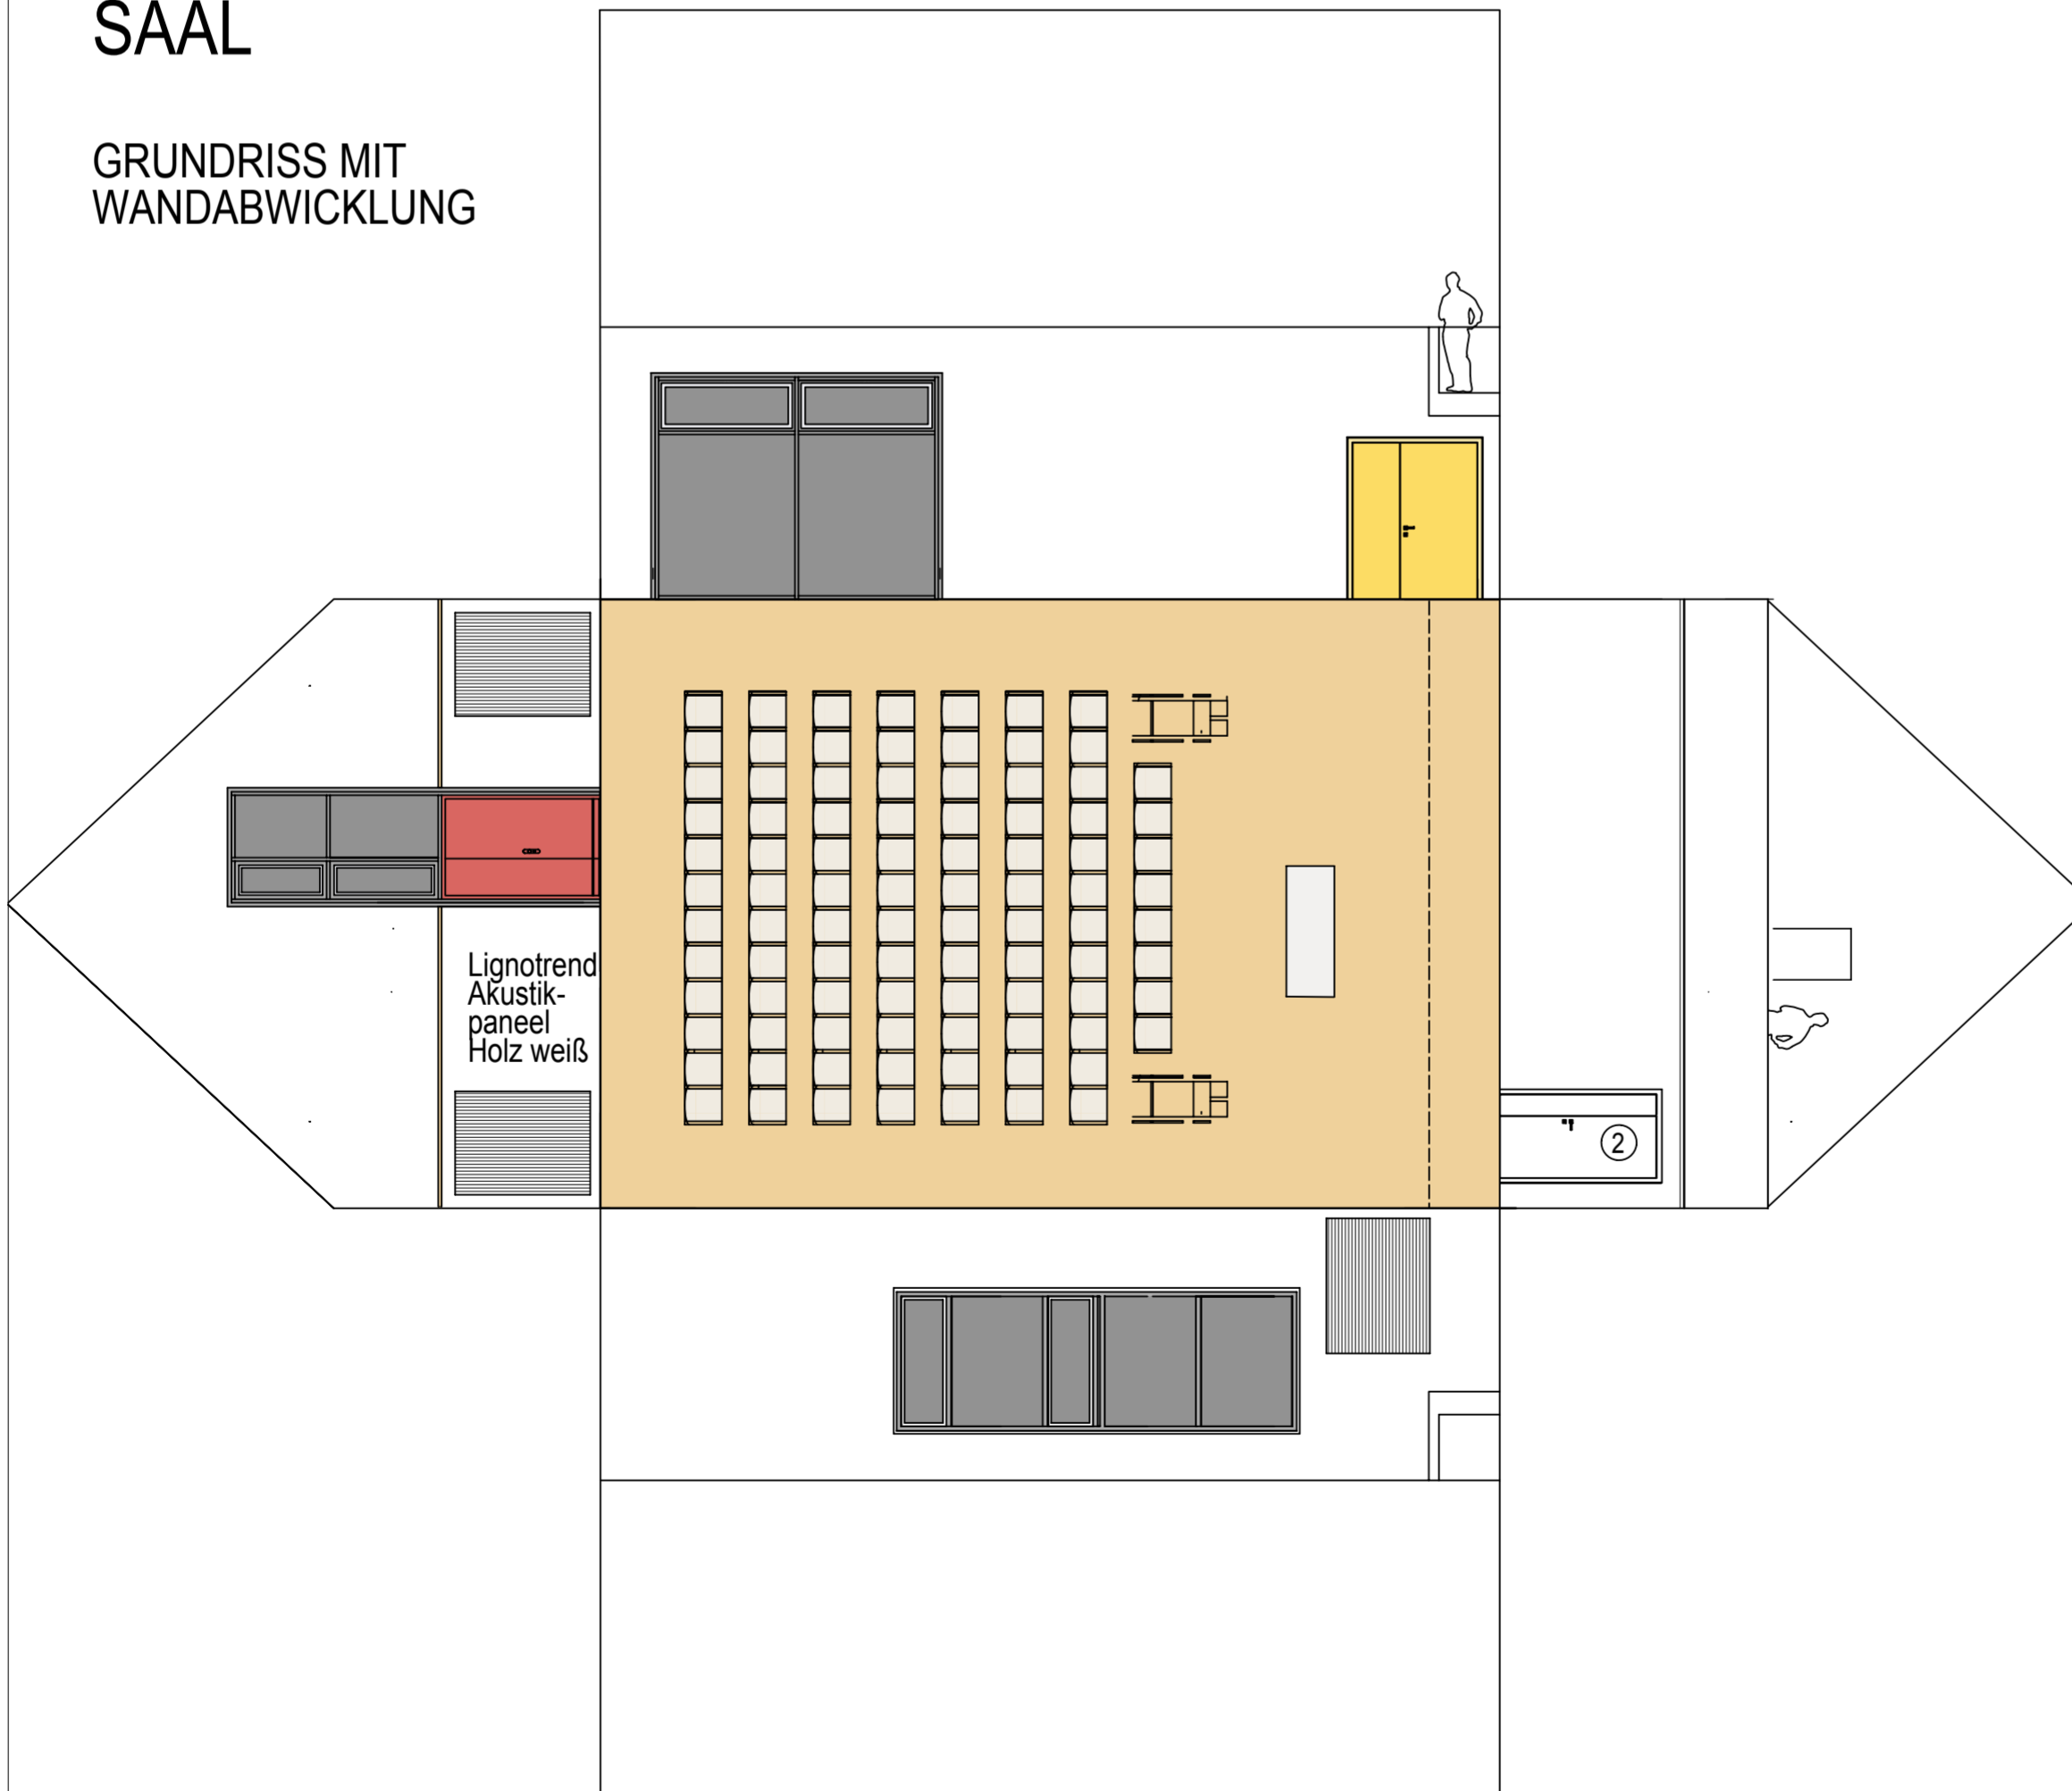 SAAL
GRUNDRISS MIT
WANDABWICKLUNG
Lignotrend
Akustik-
paneel
Holz weiß
2